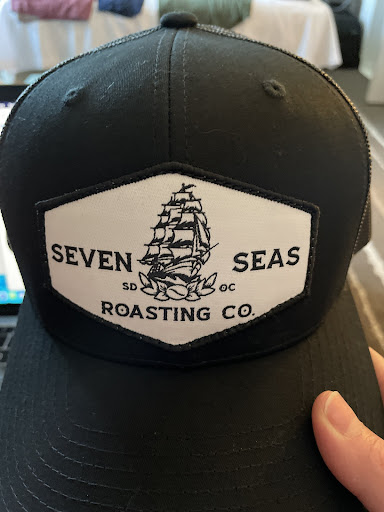 SEVEN SEAS
SD OC
ROASTING CO.